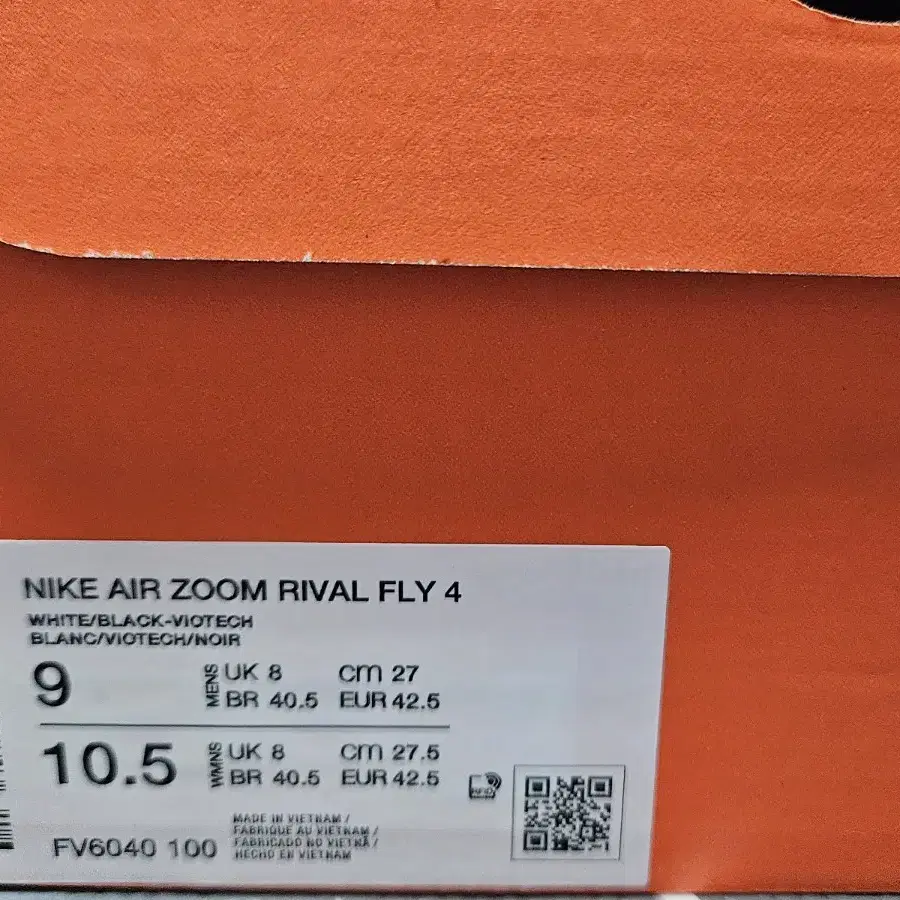 NIKE AIR ZOOM RIVAL FLY 4
WHITE/BLACK-VIOTECH
BLANC/VIOTECH/NOIR
9 MENS UK 8 cm 27
BR 40.5 EUR 42.5
10.5 WMNS UK 8 cm 27.5
BR 40.5 EUR 42.5
RFID
MADE IN VIETNAM /
FABRIQUE AU VIETNAM /
FABRICADO NO VIETNÃ /
HECHO EN VIETNAM
FV6040 100